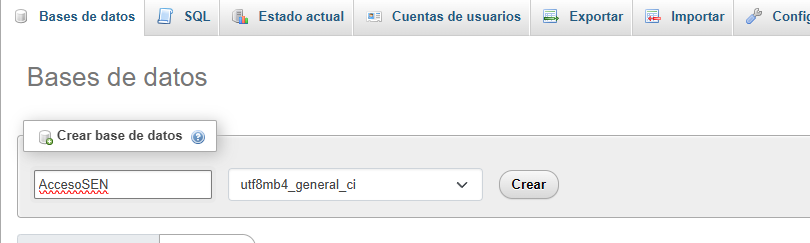 Bases de datos SQL Estado actual Cuentas de usuarios Exportar Importar Config
Bases de datos
Crear base de datos
AccesoSEN utf8mb4_general_ci Crear